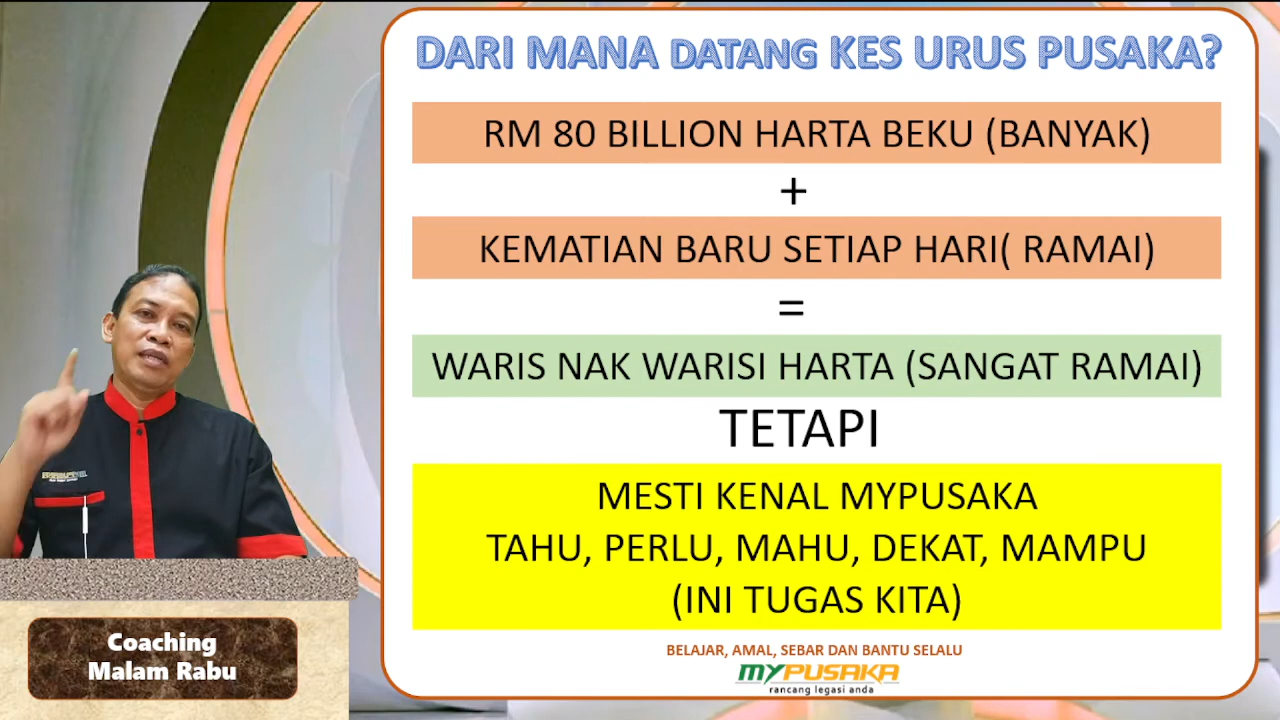 DARI MANA DATANG KES URUS PUSAKA?
RM 80 BILLION HARTA BEKU (BANYAK)
+
KEMATIAN BARU SETIAP HARI( RAMAI)
=
WARIS NAK WARISI HARTA (SANGAT RAMAI)
TETAPI
MESTI KENAL MYPUSAKA
TAHU, PERLU, MAHU, DEKAT, MAMPU
(INI TUGAS KITA)
BELAJAR, AMAL, SEBAR DAN BANTU SELALU
MYPUSAKA
rancang legasi anda
Coaching
Malam Rabu